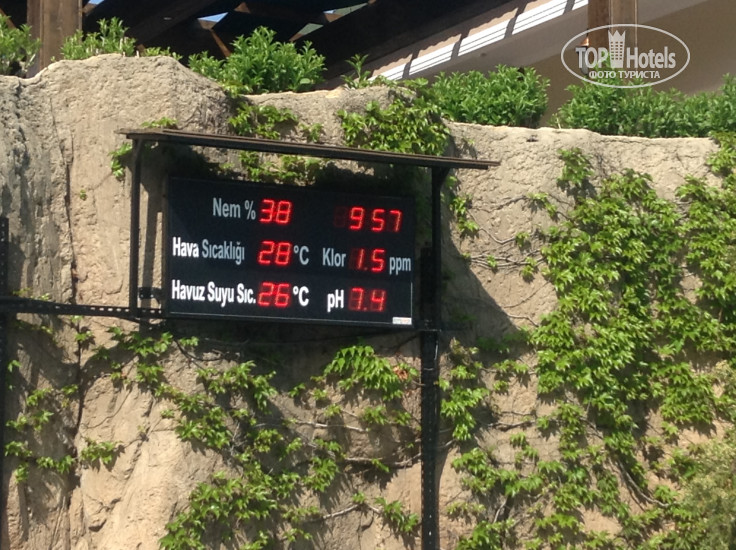 TOP Hotels
ФОТО ТУРИСТА
Nem % 38 9 57
Hava Sıcaklığı 28 °C Klor 1.5 ppm
Havuz Suyu Sıc. 26 °C pH 7.4